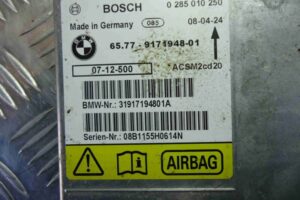 BOSCH 0 285 010 250
Made in Germany 085 08-04-24
65.77-9171948-01
07-12-500 ACSM2cd20
BMW-Nr.: 31917194801A
Serien-Nr.: 08B1155H0614N
AIRBAG